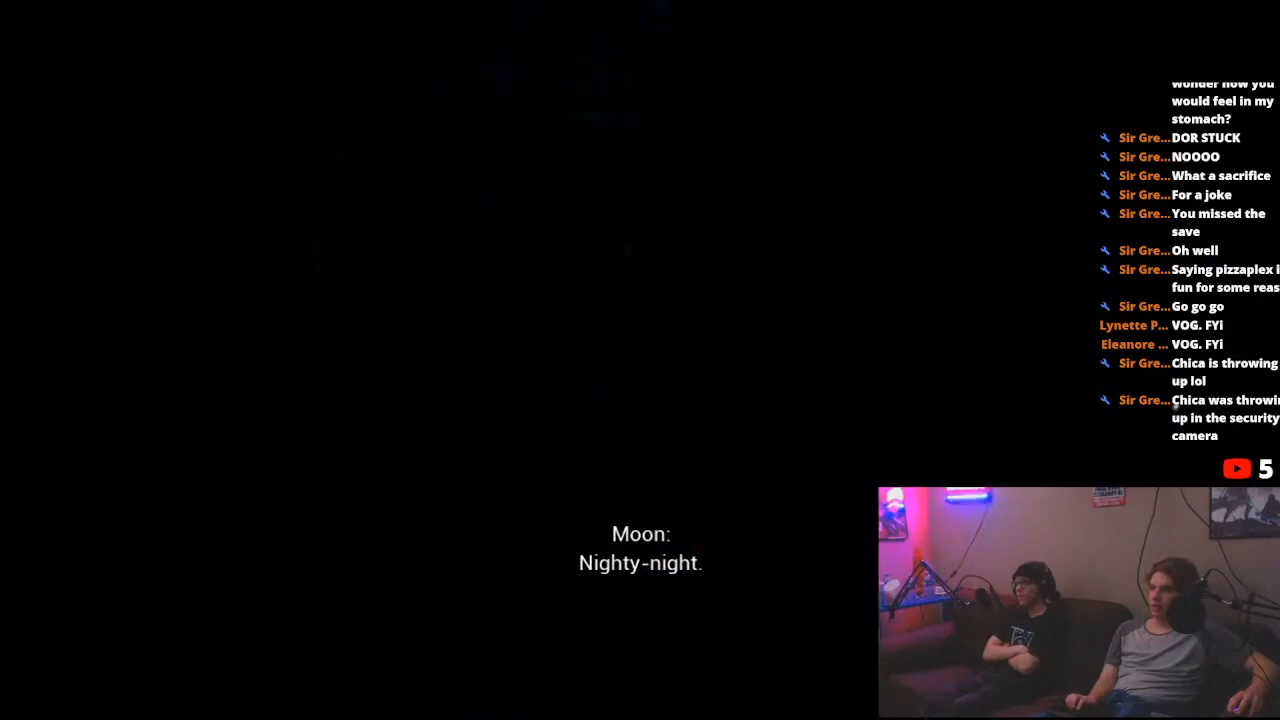 wonder how you
would feel in my
stomach?
Sir Gre... DOR STUCK
Sir Gre... NOOOO
Sir Gre... What a sacrifice
Sir Gre... For a joke
Sir Gre... You missed the
save
Sir Gre... Oh well
Sir Gre... Saying pizzaplex i
fun for some reas
Sir Gre... Go go go
Lynette P... VOG. FYi
Eleanore ... VOG. FYi
Sir Gre... Chica is throwing
up lol
Sir Gre... Chica was throwin
up in the security
camera
5
Moon:
Nighty-night.